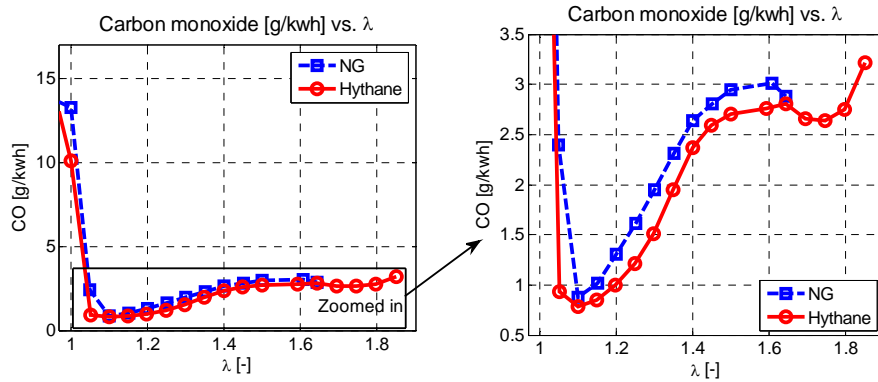 Carbon monoxide [g/kwh] vs. λ
CO [g/kwh]
15
10
5
0
1
1.2
1.4
1.6
1.8
λ [-]
NG
Hythane
Zoomed in
Carbon monoxide [g/kwh] vs. λ
CO [g/kwh]
3.5
3
2.5
2
1.5
1
0.5
1
1.2
1.4
1.6
1.8
λ [-]
NG
Hythane